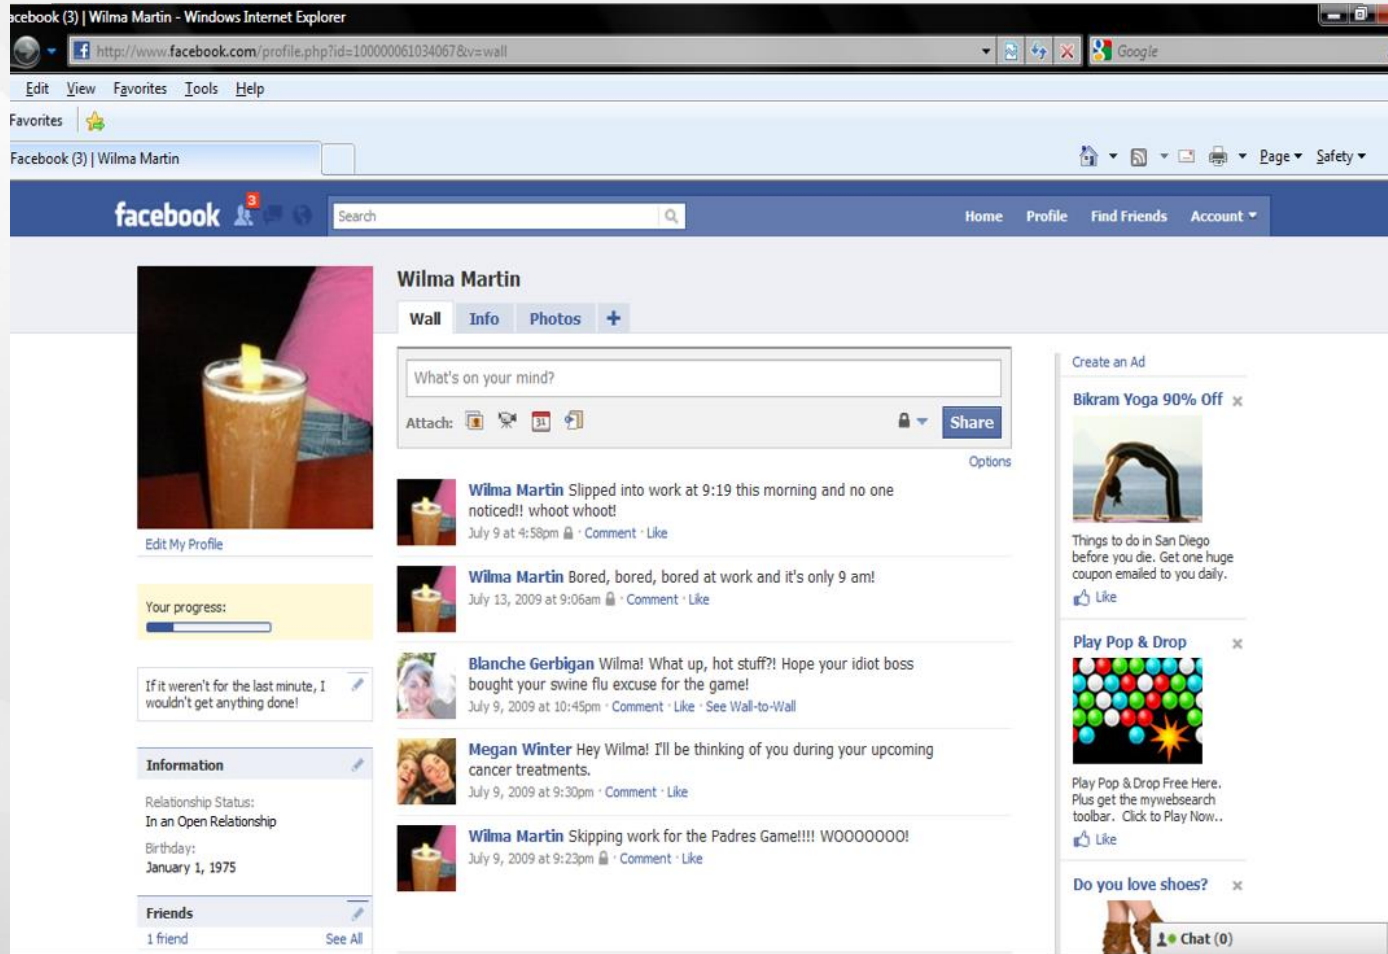 acebook (3) | Wilma Martin - Windows Internet Explorer
http://www.facebook.com/profile.php?id=100000061034067&v=wall
Google
Edit View Favorites Tools Help
Favorites
Facebook (3) | Wilma Martin
Page Safety
facebook
3
Search
Home Profile Find Friends Account
Wilma Martin
Wall Info Photos +
What's on your mind?
Attach: 31
Share
Options
Edit My Profile
Your progress:
If it weren't for the last minute, I
wouldn't get anything done!
Information
Relationship Status:
In an Open Relationship
Birthday:
January 1, 1975
Friends
1 friend See All
Wilma Martin Slipped into work at 9:19 this morning and no one
noticed!! whoot whoot!
July 9 at 4:58pm · Comment · Like
Wilma Martin Bored, bored, bored at work and it's only 9 am!
July 13, 2009 at 9:06am · Comment · Like
Blanche Gerbigan Wilma! What up, hot stuff?! Hope your idiot boss
bought your swine flu excuse for the game!
July 9, 2009 at 10:45pm · Comment · Like · See Wall-to-Wall
Megan Winter Hey Wilma! I'll be thinking of you during your upcoming
cancer treatments.
July 9, 2009 at 9:30pm · Comment · Like
Wilma Martin Skipping work for the Padres Game!!!! WOOOOOOO!
July 9, 2009 at 9:23pm · Comment · Like
Create an Ad
Bikram Yoga 90% Off
Things to do in San Diego
before you die. Get one huge
coupon emailed to you daily.
Like
Play Pop & Drop
Play Pop & Drop Free Here.
Plus get the mywebsearch
toolbar. Click to Play Now..
Like
Do you love shoes?
Chat (0)